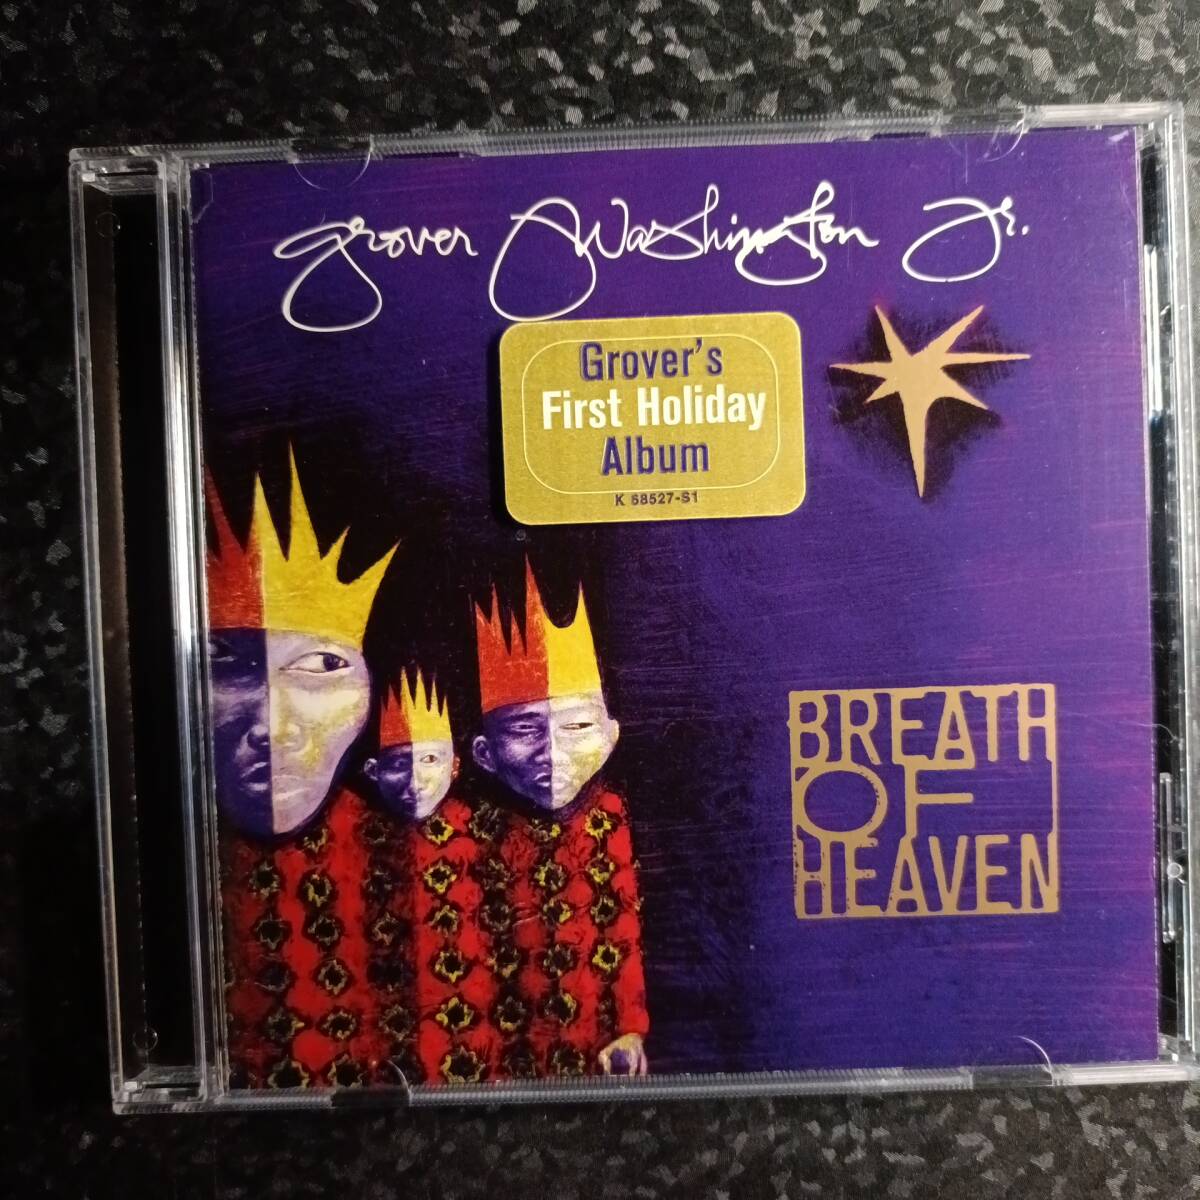 Grover Washington Jr.
Grover's
First Holiday
Album
K 68527-S1
BREATH
OF
HEAVEN